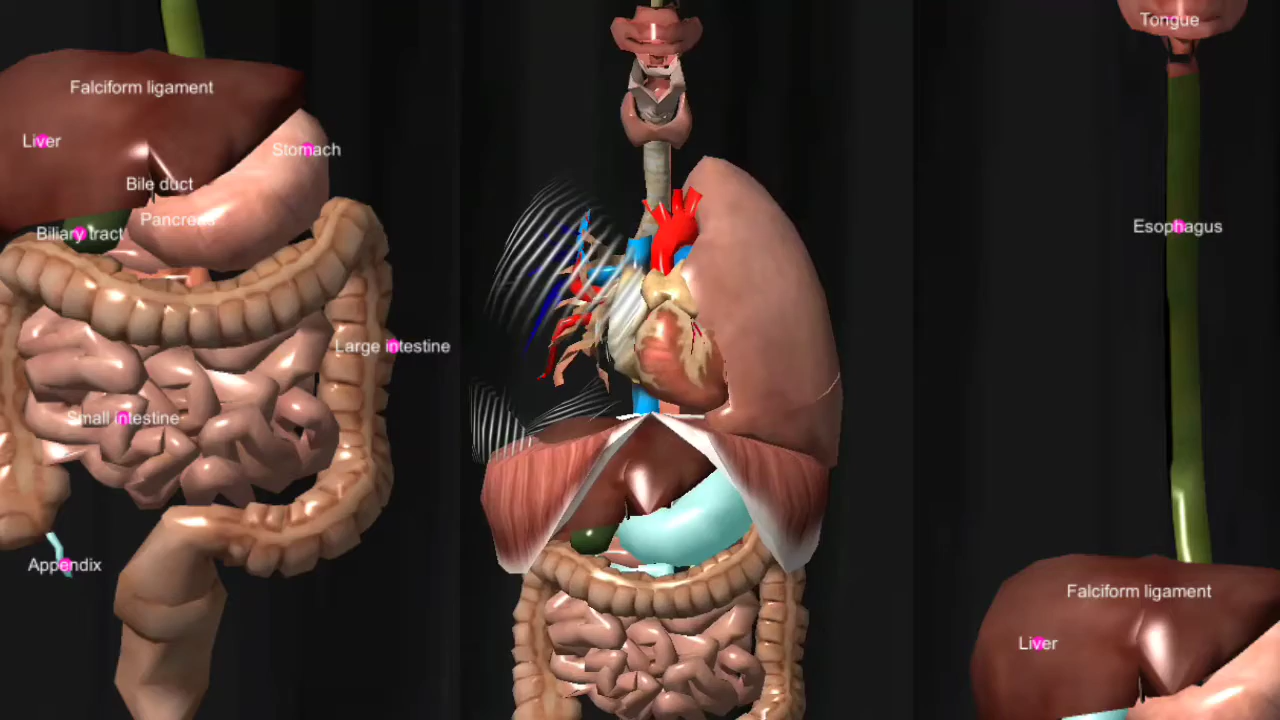 Falciform ligament
Liver
Stomach
Bile duct
Pancreas
Biliary tract
Large intestine
Small intestine
Appendix
Tongue
Esophagus
Falciform ligament
Liver